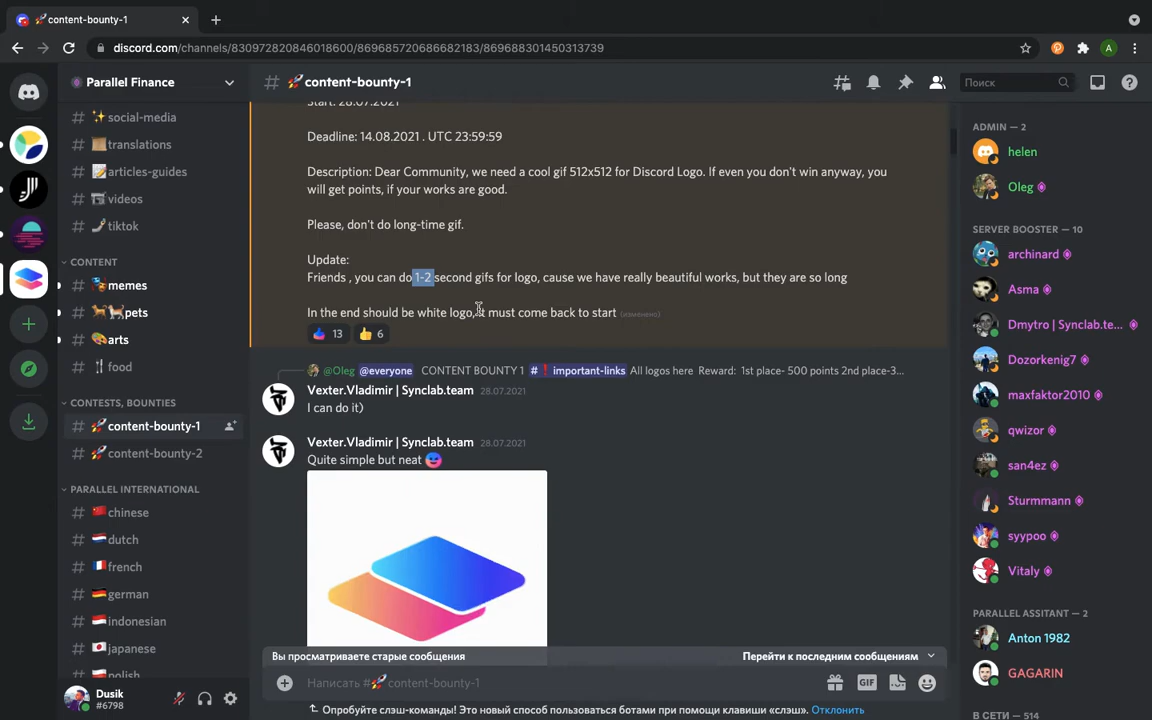 content-bounty-1
discord.com/channels/830972820846018600/869685720686682183/869688301450313739
A
Parallel Finance
content-bounty-1
Поиск
social-media
translations
articles-guides
videos
tiktok
CONTENT
memes
pets
arts
food
CONTESTS, BOUNTIES
content-bounty-1
content-bounty-2
PARALLEL INTERNATIONAL
chinese
dutch
french
german
indonesian
japanese
polish
Dusik
#6798
Start: 28.07.2021
Deadline: 14.08.2021 . UTC 23:59:59
Description: Dear Community, we need a cool gif 512x512 for Discord Logo. If even you don't win anyway, you
will get points, if your works are good.
Please, don't do long-time gif.
Update:
Friends , you can do 1-2 second gifs for logo, cause we have really beautiful works, but they are so long
In the end should be white logo, it must come back to start (изменено)
13 6
@Oleg @everyone CONTENT BOUNTY 1 # important-links All logos here Reward: 1st place- 500 points 2nd place-3...
Vexter.Vladimir | Synclab.team 28.07.2021
I can do it)
Vexter.Vladimir | Synclab.team 28.07.2021
Quite simple but neat
Вы просматриваете старые сообщения Перейти к последним сообщениям
Написать # content-bounty-1
GIF
Опробуйте слэш-команды! Это новый способ пользоваться ботами при помощи клавиши «слэш». Отклонить
ADMIN — 2
helen
Oleg
SERVER BOOSTER — 10
archinard
Asma
Dmytro | Synclab.te...
Dozorkenig7
maxfaktor2010
qwizor
san4ez
Sturmmann
syypoo
Vitaly
PARALLEL ASSITANT — 2
Anton 1982
GAGARIN
В СЕТИ — 514